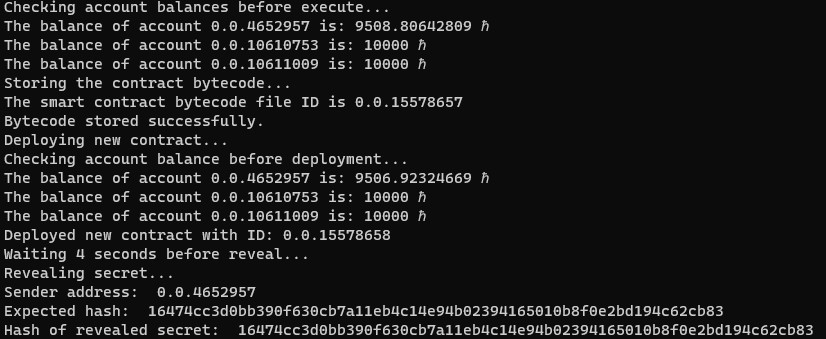 Checking account balances before execute...
The balance of account 0.0.4652957 is: 9508.80642809 ℏ
The balance of account 0.0.10610753 is: 10000 ℏ
The balance of account 0.0.10611009 is: 10000 ℏ
Storing the contract bytecode...
The smart contract bytecode file ID is 0.0.15578657
Bytecode stored successfully.
Deploying new contract...
Checking account balance before deployment...
The balance of account 0.0.4652957 is: 9506.92324669 ℏ
The balance of account 0.0.10610753 is: 10000 ℏ
The balance of account 0.0.10611009 is: 10000 ℏ
Deployed new contract with ID: 0.0.15578658
Waiting 4 seconds before reveal...
Revealing secret...
Sender address:  0.0.4652957
Expected hash:  16474cc3d0bb390f630cb7a11eb4c14e94b02394165010b8f0e2bd194c62cb83
Hash of revealed secret:  16474cc3d0bb390f630cb7a11eb4c14e94b02394165010b8f0e2bd194c62cb83